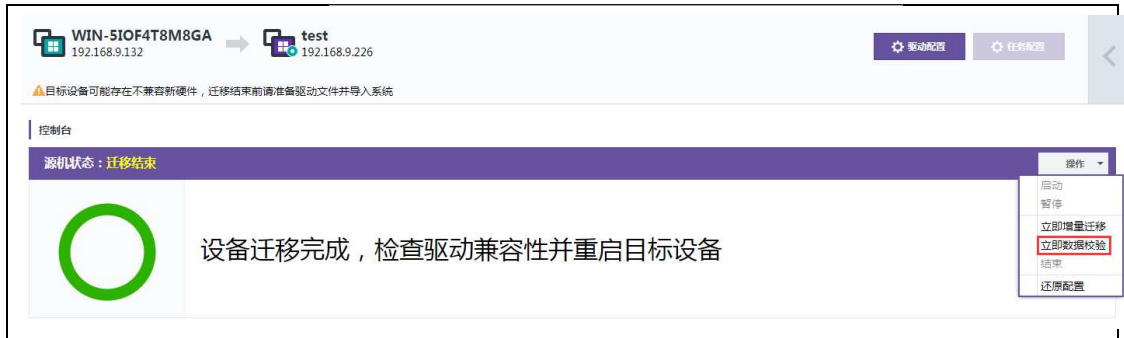 WIN-5IOF4T8M8GA
192.168.9.132
test
192.168.9.226
驱动配置
任务配置
目标设备可能存在不兼容新硬件，迁移结束前请准备驱动文件并导入系统
控制台
源机状态：迁移结束
操作
设备迁移完成，检查驱动兼容性并重启目标设备
启动
暂停
立即增量迁移
立即数据校验
结束
还原配置